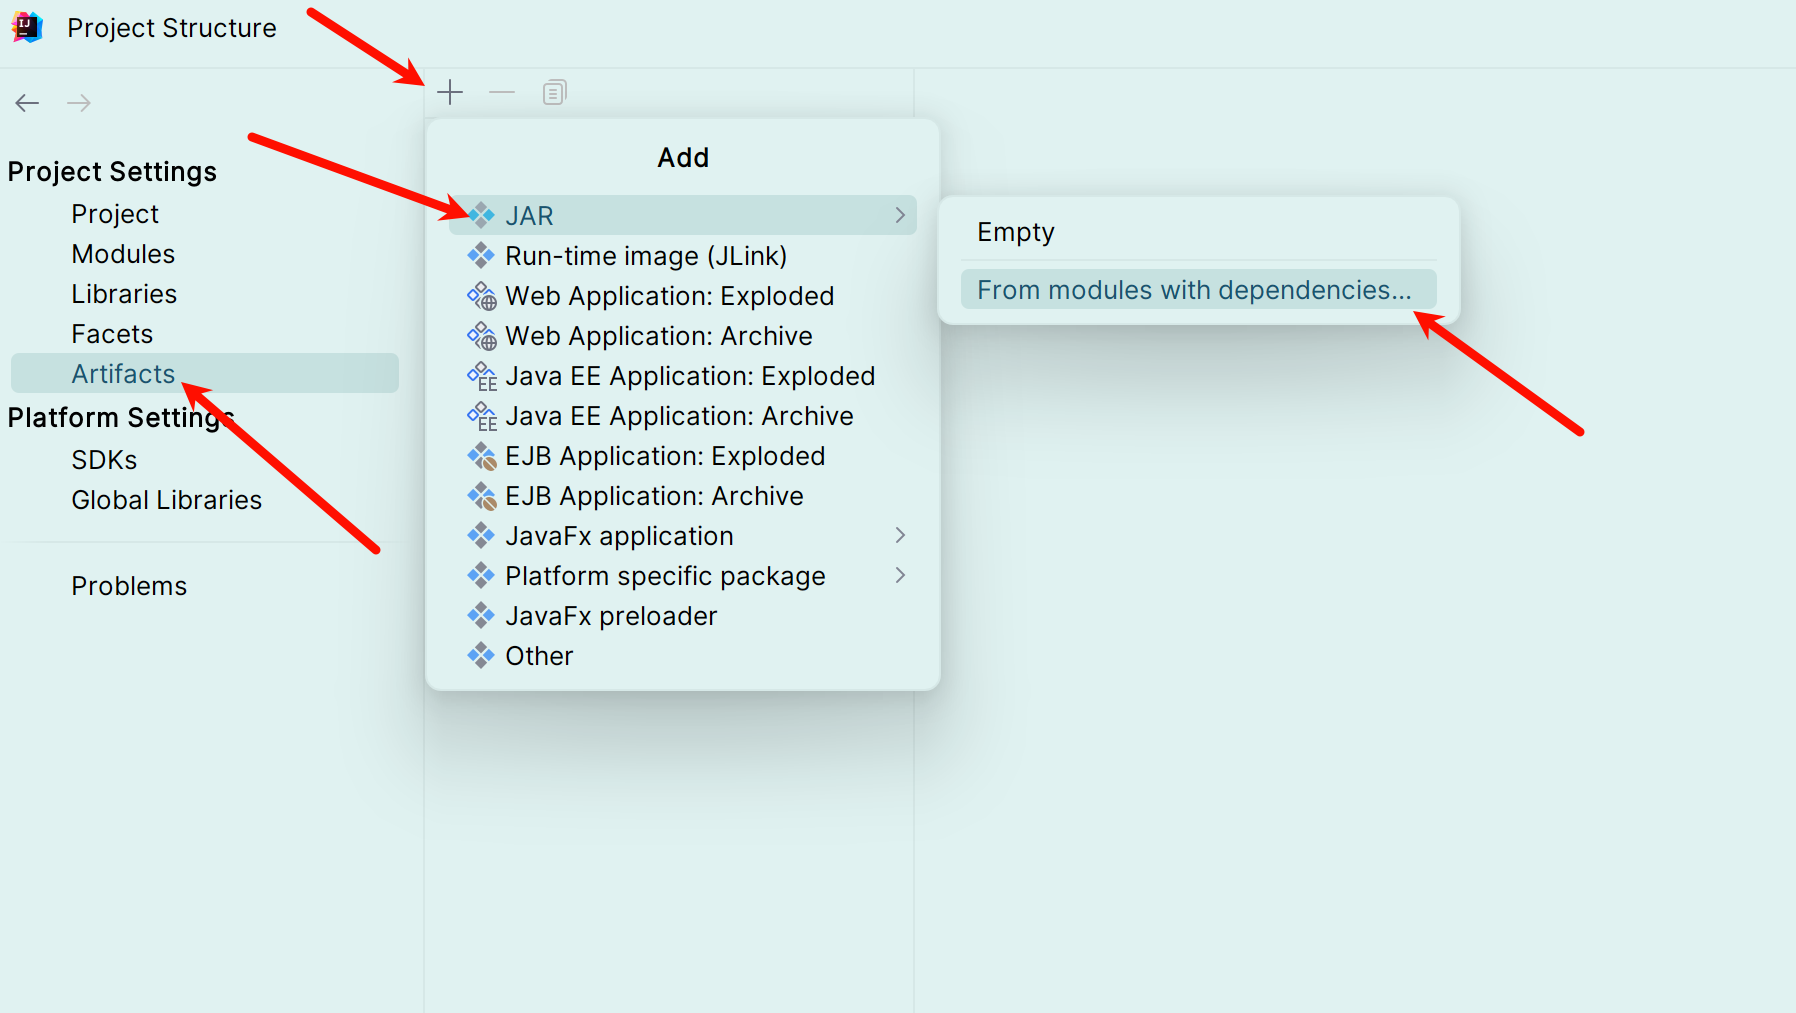 IJ
Project Structure
Project Settings
Project
Modules
Libraries
Facets
Artifacts
Platform Settings
SDKs
Global Libraries
Problems
Add
JAR
Run-time image (JLink)
Web Application: Exploded
Web Application: Archive
Java EE Application: Exploded
Java EE Application: Archive
EJB Application: Exploded
EJB Application: Archive
JavaFx application
Platform specific package
JavaFx preloader
Other
Empty
From modules with dependencies...